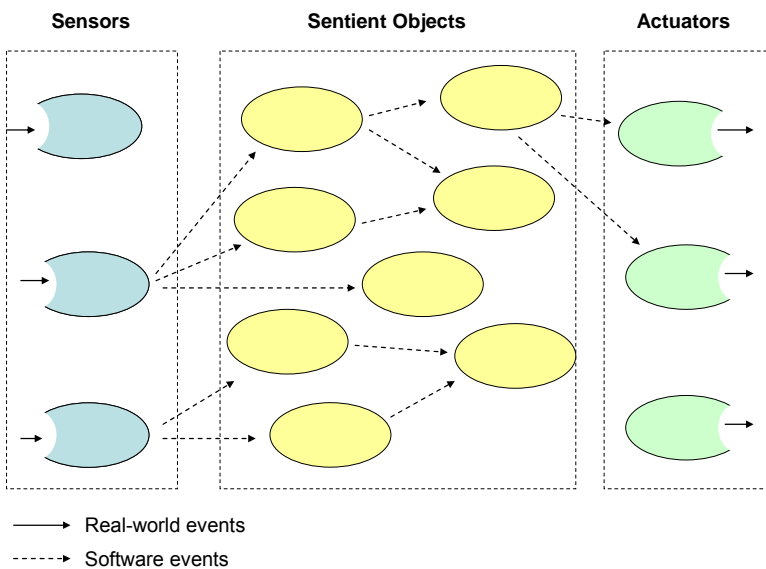 Sensors
Sentient Objects
Actuators
Real-world events
Software events